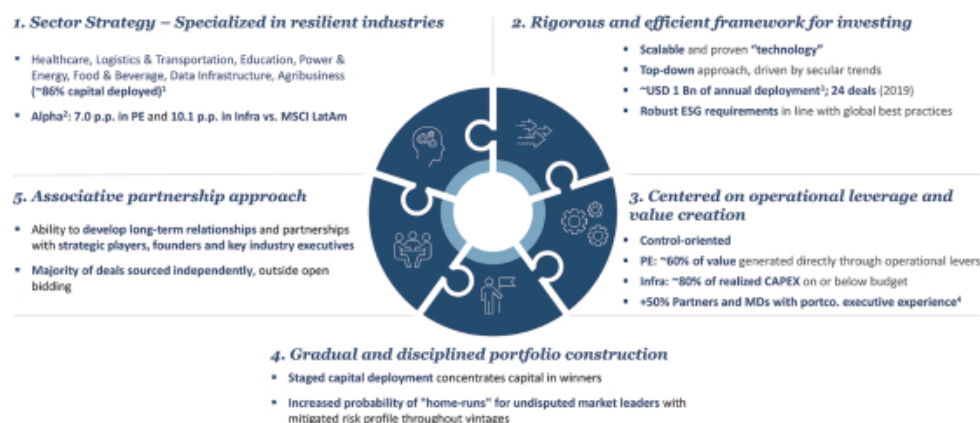 1. Sector Strategy – Specialized in resilient industries
▪ Healthcare, Logistics & Transportation, Education, Power &
Energy, Food & Beverage, Data Infrastructure, Agribusiness
(~86% capital deployed)¹
▪ Alpha²: 7.0 p.p. in PE and 10.1 p.p. in Infra vs. MSCI LatAm
2. Rigorous and efficient framework for investing
▪ Scalable and proven "technology"
▪ Top-down approach, driven by secular trends
▪ ~USD 1 Bn of annual deployment³; 24 deals (2019)
▪ Robust ESG requirements in line with global best practices
5. Associative partnership approach
▪ Ability to develop long-term relationships and partnerships
with strategic players, founders and key industry executives
▪ Majority of deals sourced independently, outside open
bidding
3. Centered on operational leverage and
value creation
▪ Control-oriented
▪ PE: ~60% of value generated directly through operational levers
▪ Infra: ~80% of realized CAPEX on or below budget
▪ +50% Partners and MDs with portco. executive experience⁴
4. Gradual and disciplined portfolio construction
▪ Staged capital deployment concentrates capital in winners
▪ Increased probability of "home-runs" for undisputed market leaders with
mitigated risk profile throughout vintages